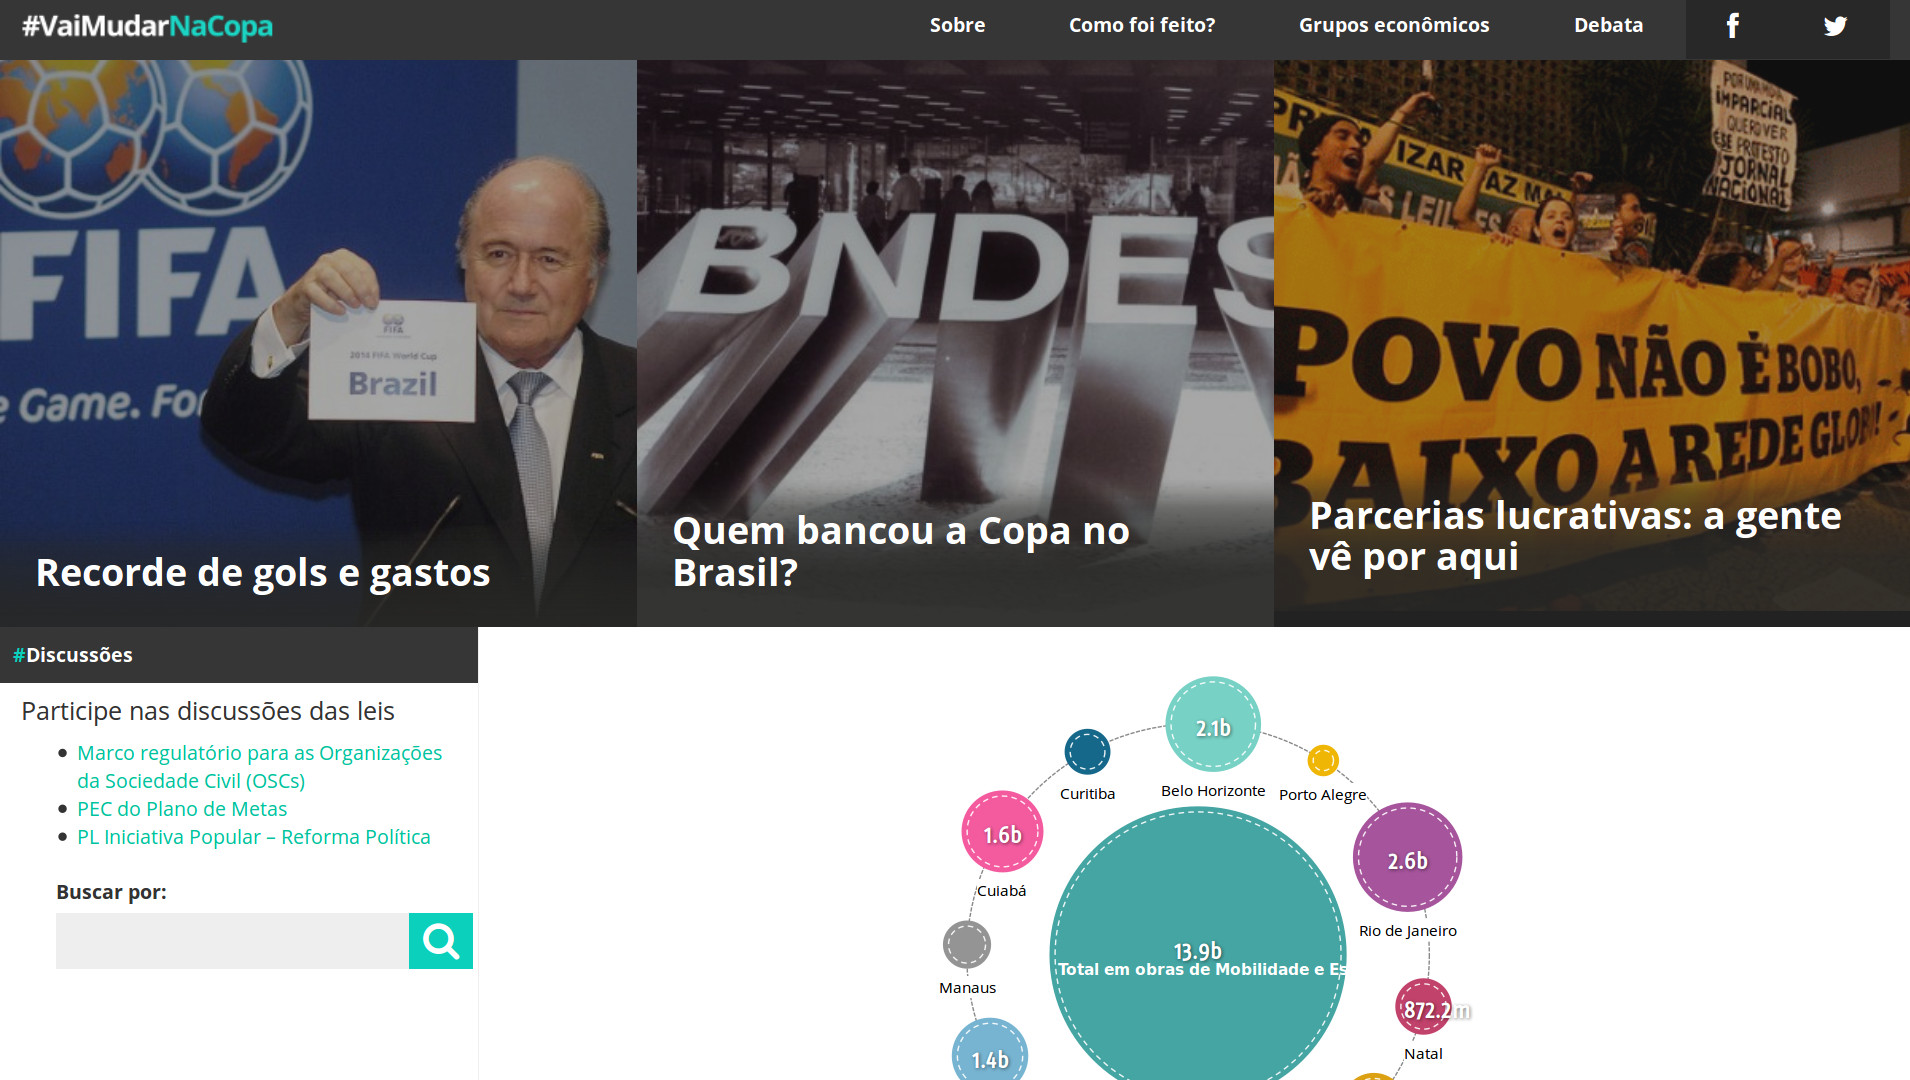 #VaiMudarNaCopa
Sobre
Como foi feito?
Grupos econômicos
Debata
FIFA
e Game. For
FIFA
2014 FIFA World Cup
Brazil
Recorde de gols e gastos
BNDES
Quem bancou a Copa no
Brasil?
IZAR
AZ MA
LEIL
POR UMA
IMPARCIAL
QUERO VER
ESSE PROTESTO
JORNAL
NACIONAL
POVO NÃO É BOBO,
ABAIXO A REDE GLOBO!
Parcerias lucrativas: a gente
vê por aqui
#Discussões
Participe nas discussões das leis
Marco regulatório para as Organizações
da Sociedade Civil (OSCs)
PEC do Plano de Metas
PL Iniciativa Popular – Reforma Política
Buscar por:
2.1b
Belo Horizonte
Curitiba
Porto Alegre
1.6b
Cuiabá
2.6b
Rio de Janeiro
Manaus
13.9b
Total em obras de Mobilidade e Es
872.2m
Natal
1.4b